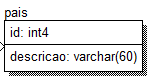 pais
id: int4
descricao: varchar(60)